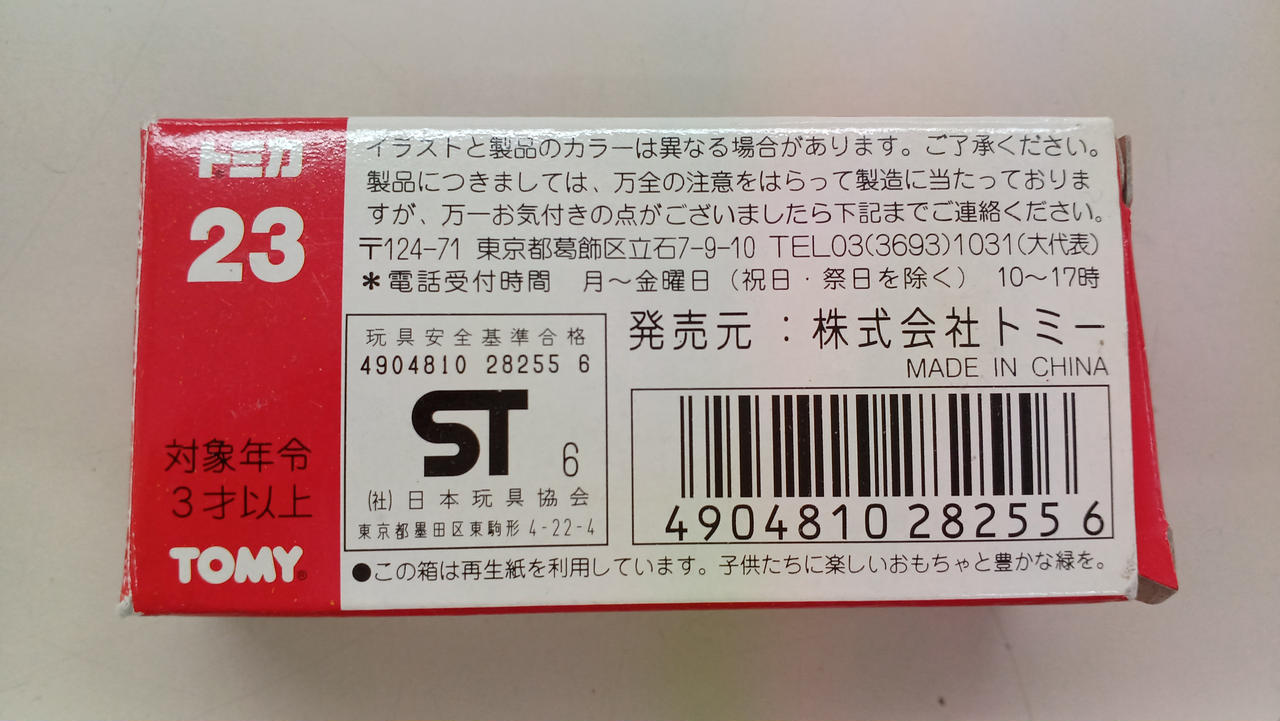 トミカ
23
対象年令
3才以上
TOMY®
イラストと製品のカラーは異なる場合があります。ご了承ください。
製品につきましては、万全の注意をはらって製造に当たっておりま
すが、万一お気付きの点がございましたら下記までご連絡ください。
〒124-71 東京都葛飾区立石7-9-10 TEL03(3693)1031(大代表)
*電話受付時間 月〜金曜日（祝日・祭日を除く） 10〜17時
玩具安全基準合格
4904810 28255 6
ST 6
(社)日本玩具協会
東京都墨田区東駒形 4-22-4
発売元：株式会社トミー
MADE IN CHINA
4904810 28255 6
●この箱は再生紙を利用しています。子供たちに楽しいおもちゃと豊かな緑を。